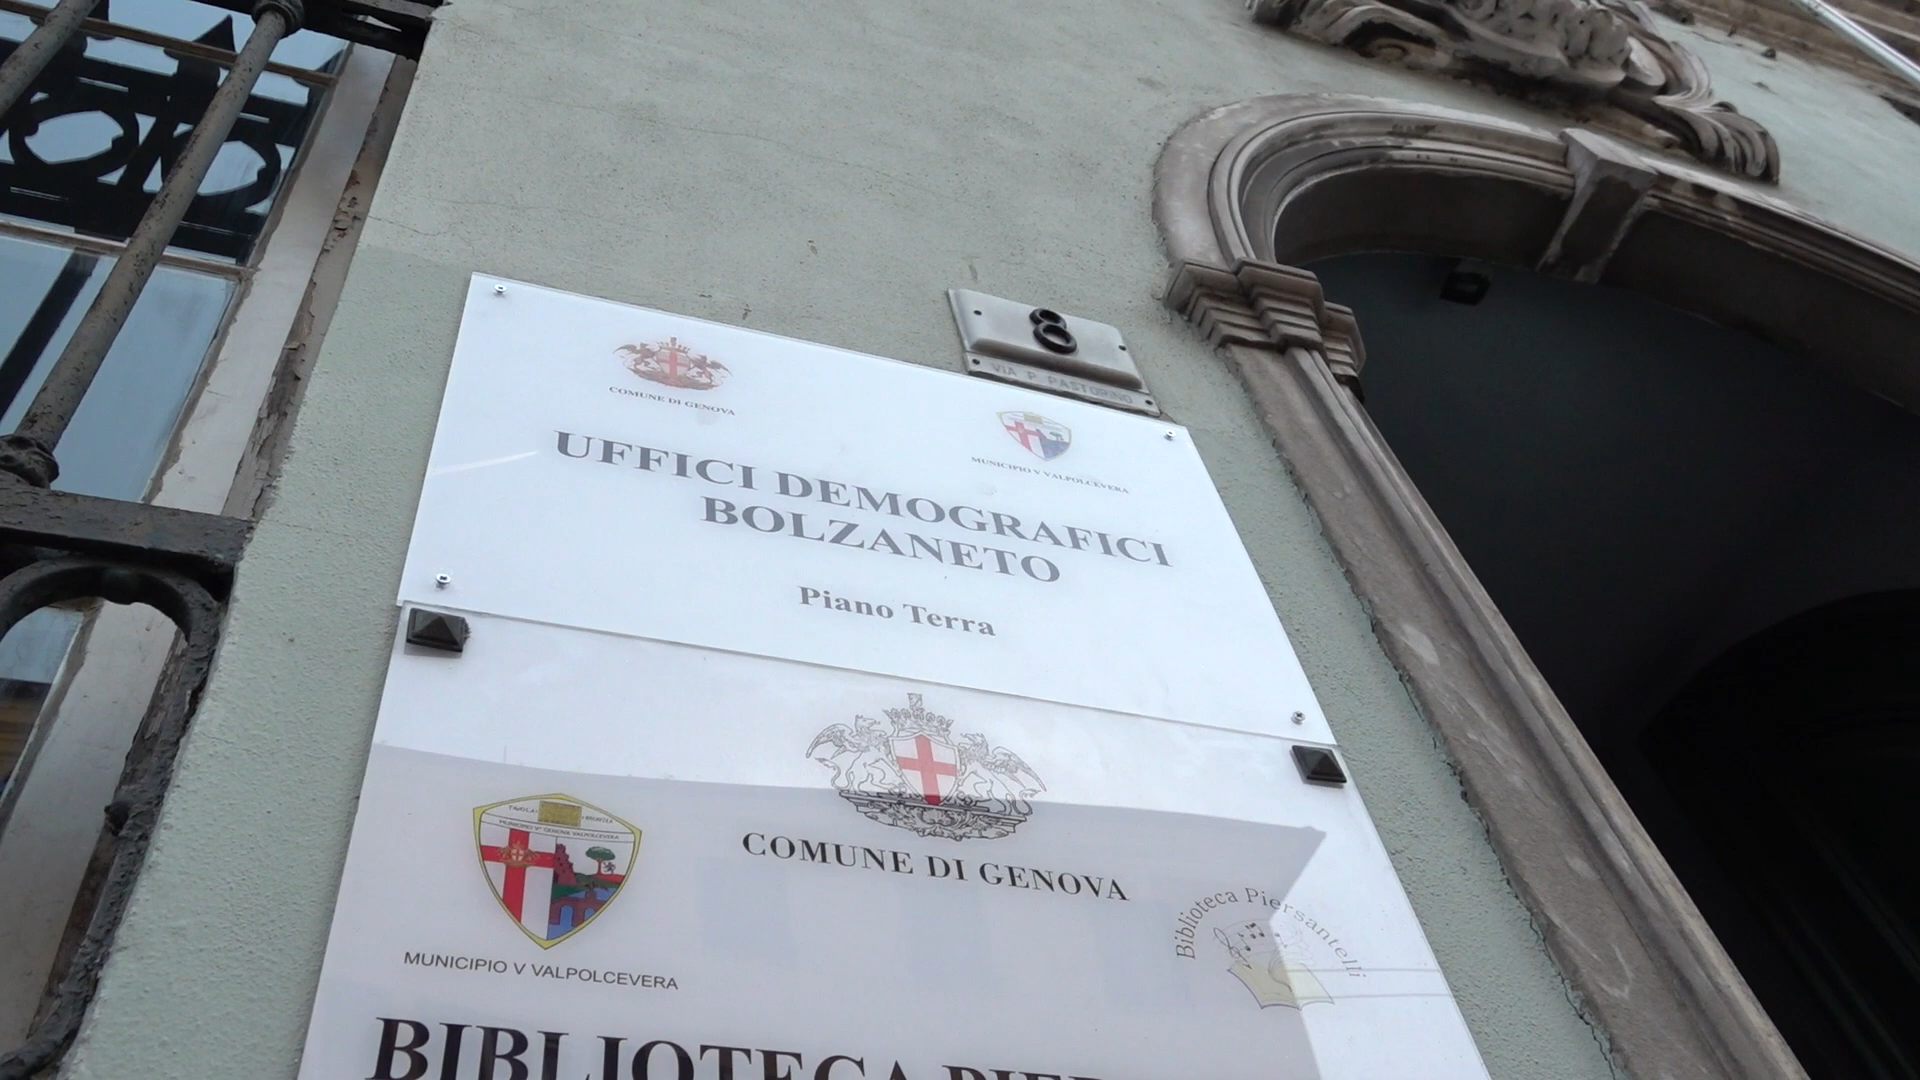 8
VIA P. PASTORINO
COMUNE DI GENOVA
MUNICIPIO V VALPOLCEVERA
UFFICI DEMOGRAFICI
BOLZANETO
Piano Terra
COMUNE DI GENOVA
MUNICIPIO V° GENOVA VALPOLCEVERA
MUNICIPIO V VALPOLCEVERA
Biblioteca Piersantelli
BIBLIOTECA